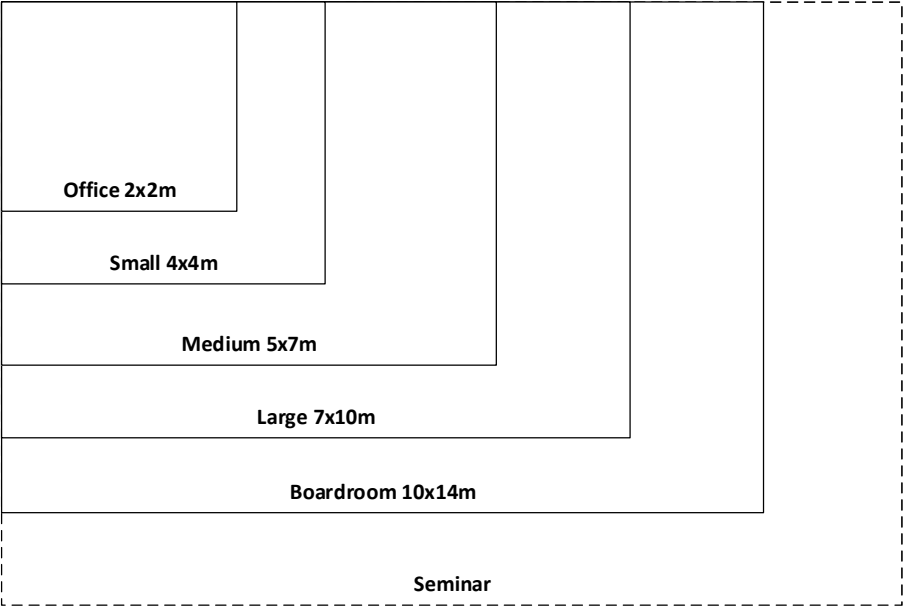 Office 2x2m
Small 4x4m
Medium 5x7m
Large 7x10m
Boardroom 10x14m
Seminar